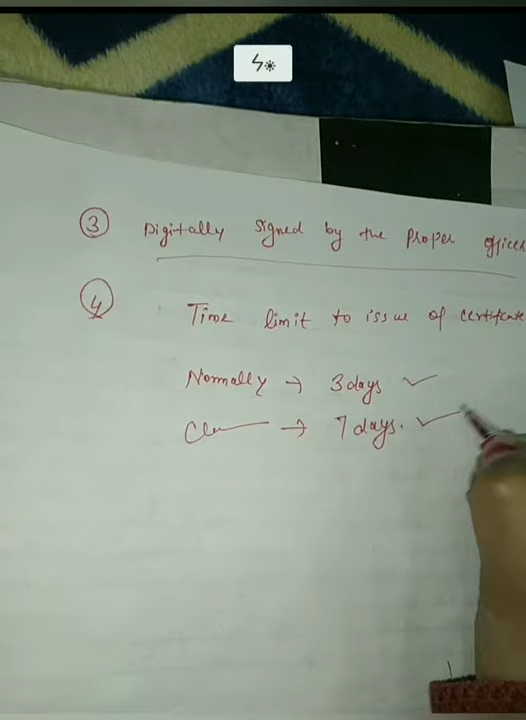 ③ Digitally signed by the proper officer
④ Time limit to issue of certificate
Normally → 3 days ✓
→ 7 days. ✓